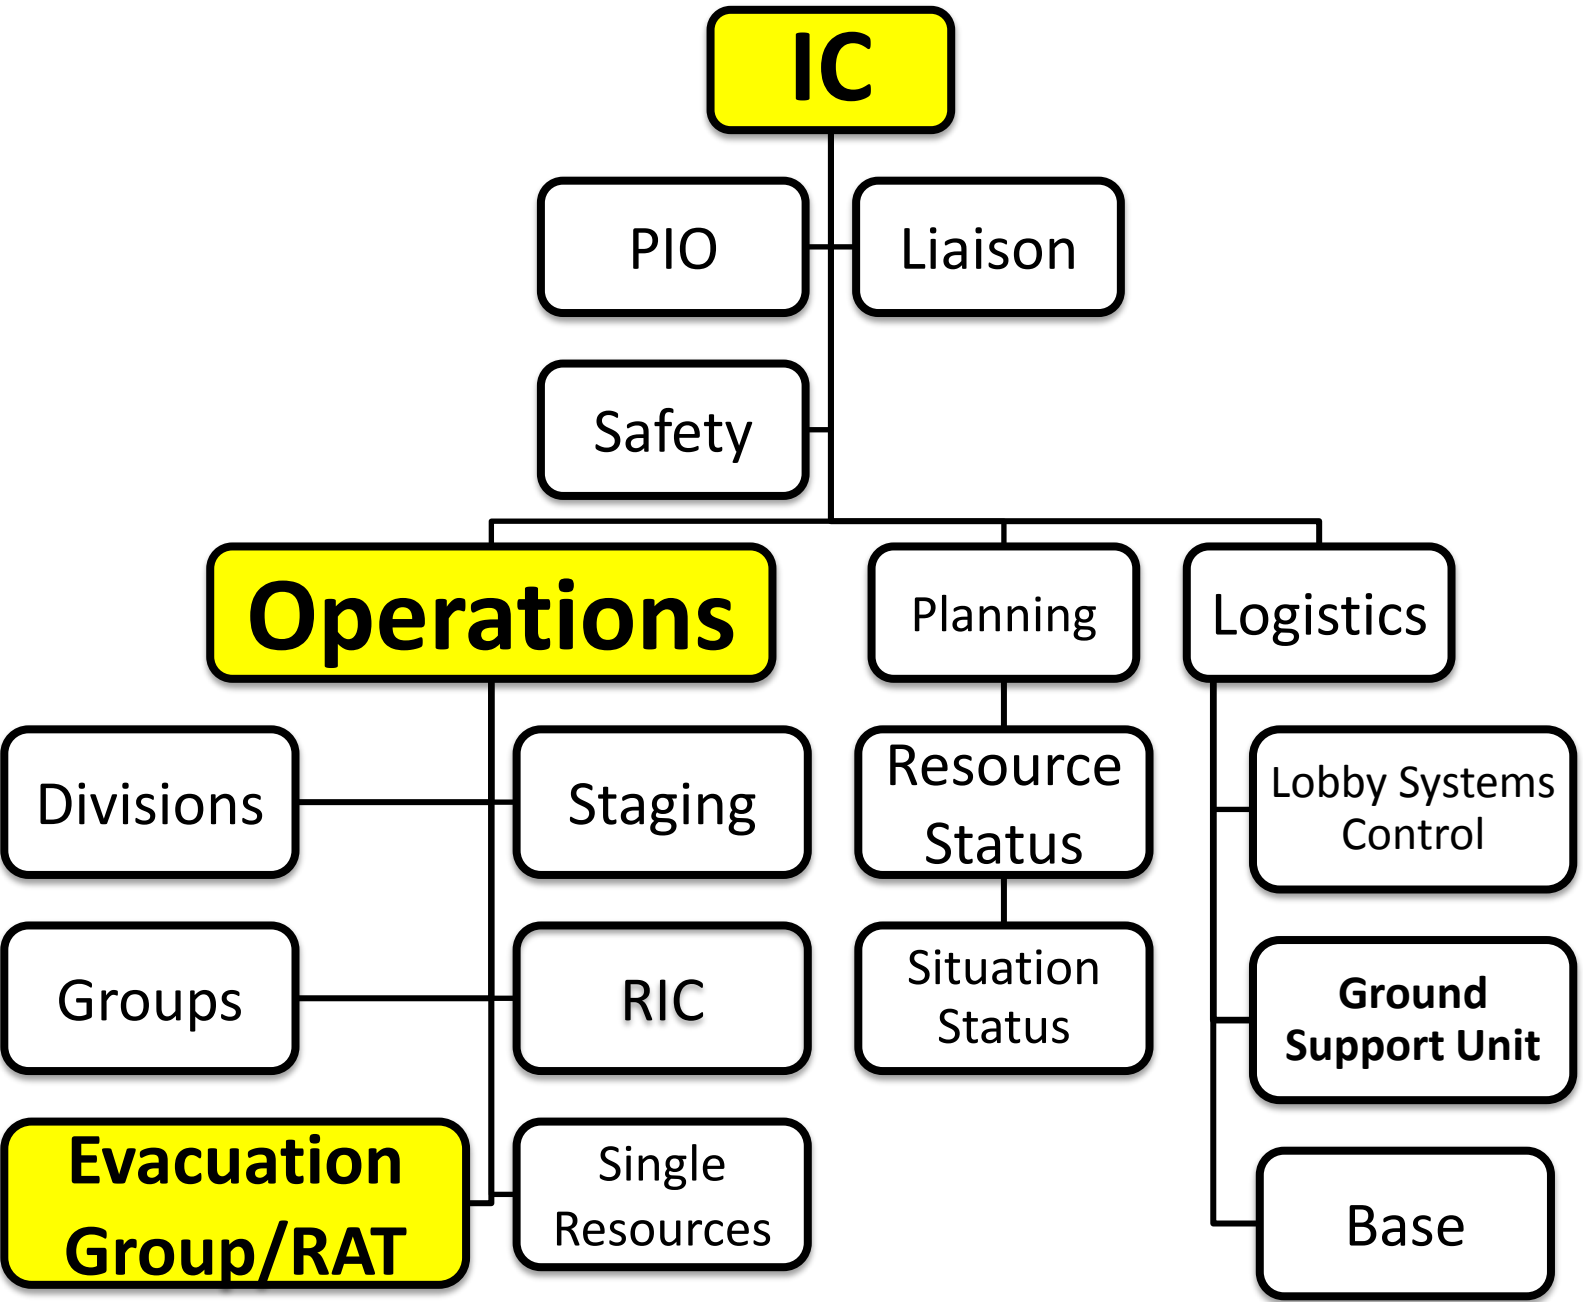 IC
PIO
Liaison
Safety
Operations
Planning
Logistics
Divisions
Staging
Resource
Status
Lobby Systems
Control
Groups
RIC
Situation
Status
Ground
Support Unit
Evacuation
Group/RAT
Single
Resources
Base